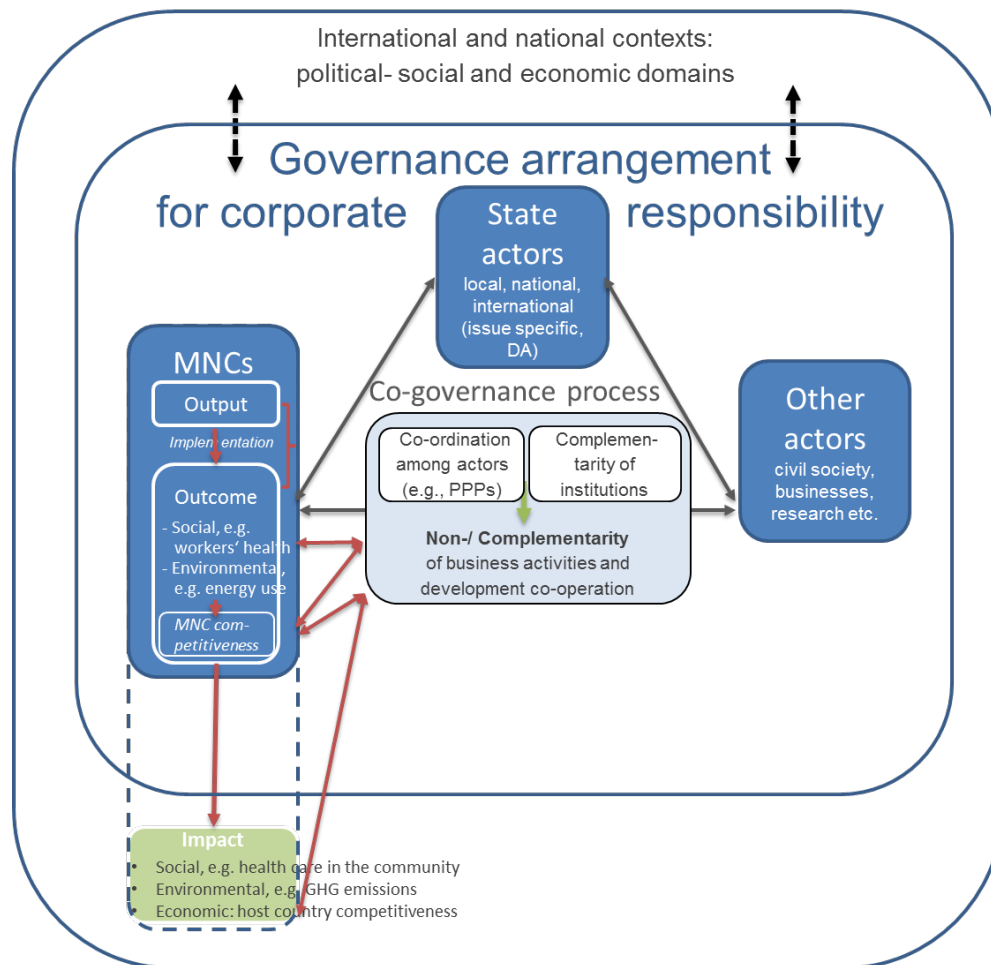 International and national contexts:
political- social and economic domains
Governance arrangement
for corporate responsibility
State
actors
local, national,
international
(issue specific,
DA)
MNCs
Output
Implementation
Outcome
- Social, e.g.
workers‘ health
- Environmental,
e.g. energy use
MNC com-
petitiveness
Co-governance process
Co-ordination
among actors
(e.g., PPPs)
Complemen-
tarity of
institutions
Non-/ Complementarity
of business activities and
development co-operation
Other
actors
civil society,
businesses,
research etc.
Impact
• Social, e.g. health care in the community
• Environmental, e.g. GHG emissions
• Economic: host country competitiveness